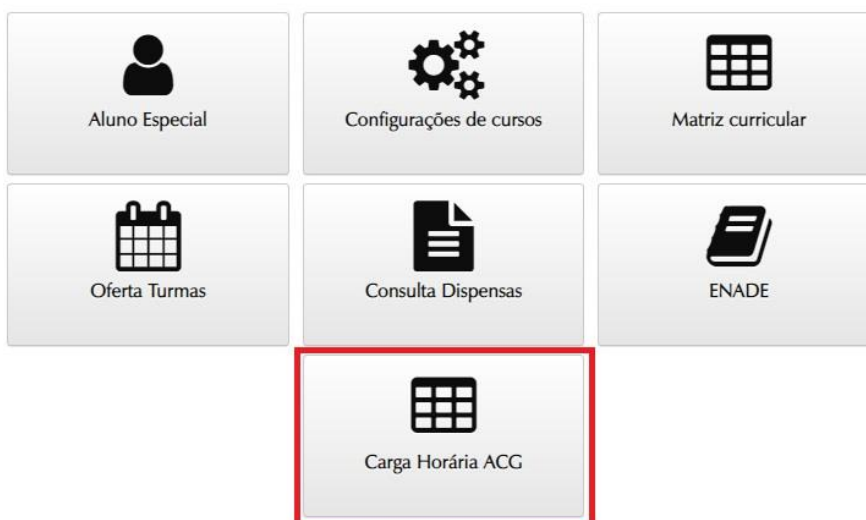 Aluno Especial
Configurações de cursos
Matriz curricular
Oferta Turmas
Consulta Dispensas
ENADE
Carga Horária ACG